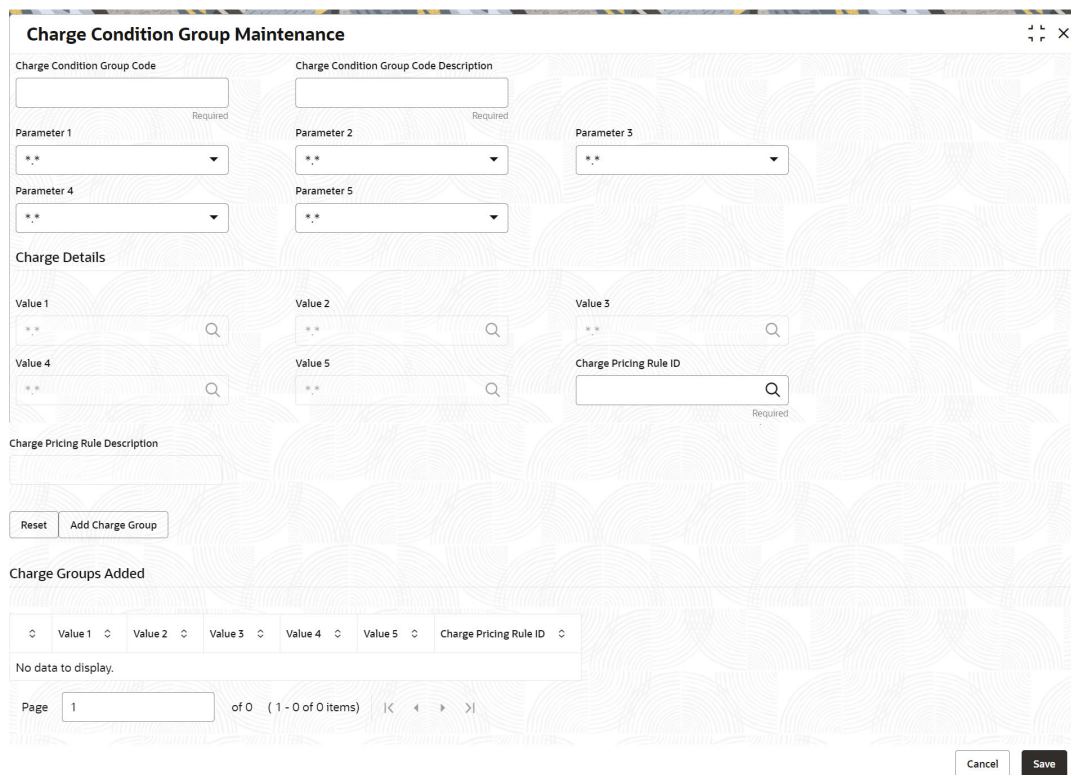 Charge Condition Group Maintenance
Charge Condition Group Code Charge Condition Group Code Description
Required Required
Parameter 1 Parameter 2 Parameter 3
*.* *.* *.*
Parameter 4 Parameter 5
*.* *.*
Charge Details
Value 1 Value 2 Value 3
*.* *.* *.*
Value 4 Value 5 Charge Pricing Rule ID
*.* *.*
Required
Charge Pricing Rule Description
Reset Add Charge Group
Charge Groups Added
Value 1 Value 2 Value 3 Value 4 Value 5 Charge Pricing Rule ID
No data to display.
Page 1 of 0 (1 - 0 of 0 items)
Cancel Save